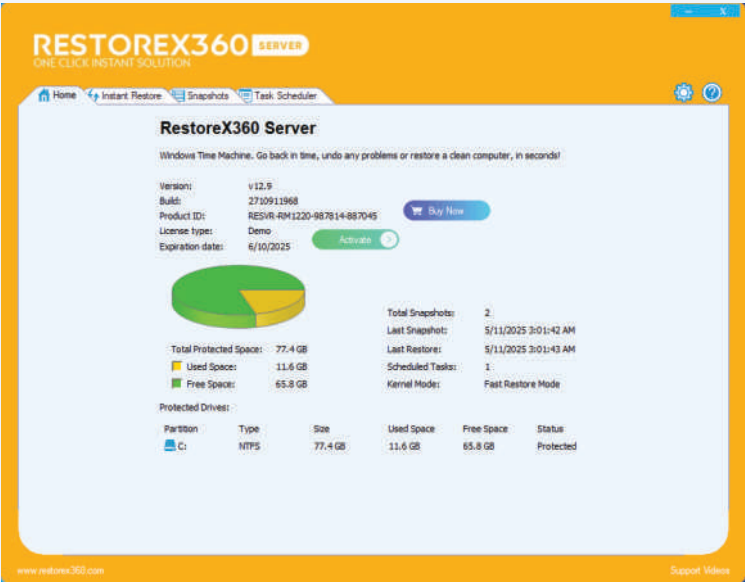 — X
RESTOREX360 SERVER
ONE CLICK INSTANT SOLUTION
Home Instant Restore Snapshots Task Scheduler
RestoreX360 Server
Windows Time Machine. Go back in time, undo any problems or restore a clean computer, in seconds!
Version: v12.9
Build: 2710911968
Product ID: RESVR-RM1220-987814-887045
Buy Now
License type: Demo
Activate
Expiration date: 6/10/2025
Total Snapshots: 2
Last Snapshot: 5/11/2025 3:01:42 AM
Total Protected Space: 77.4 GB Last Restore: 5/11/2025 3:01:43 AM
Used Space: 11.6 GB Scheduled Tasks: 1
Free Space: 65.8 GB Kernel Mode: Fast Restore Mode
Protected Drives:
Partition Type Size Used Space Free Space Status
C: NTFS 77.4 GB 11.6 GB 65.8 GB Protected
www.restorex360.com Support Videos